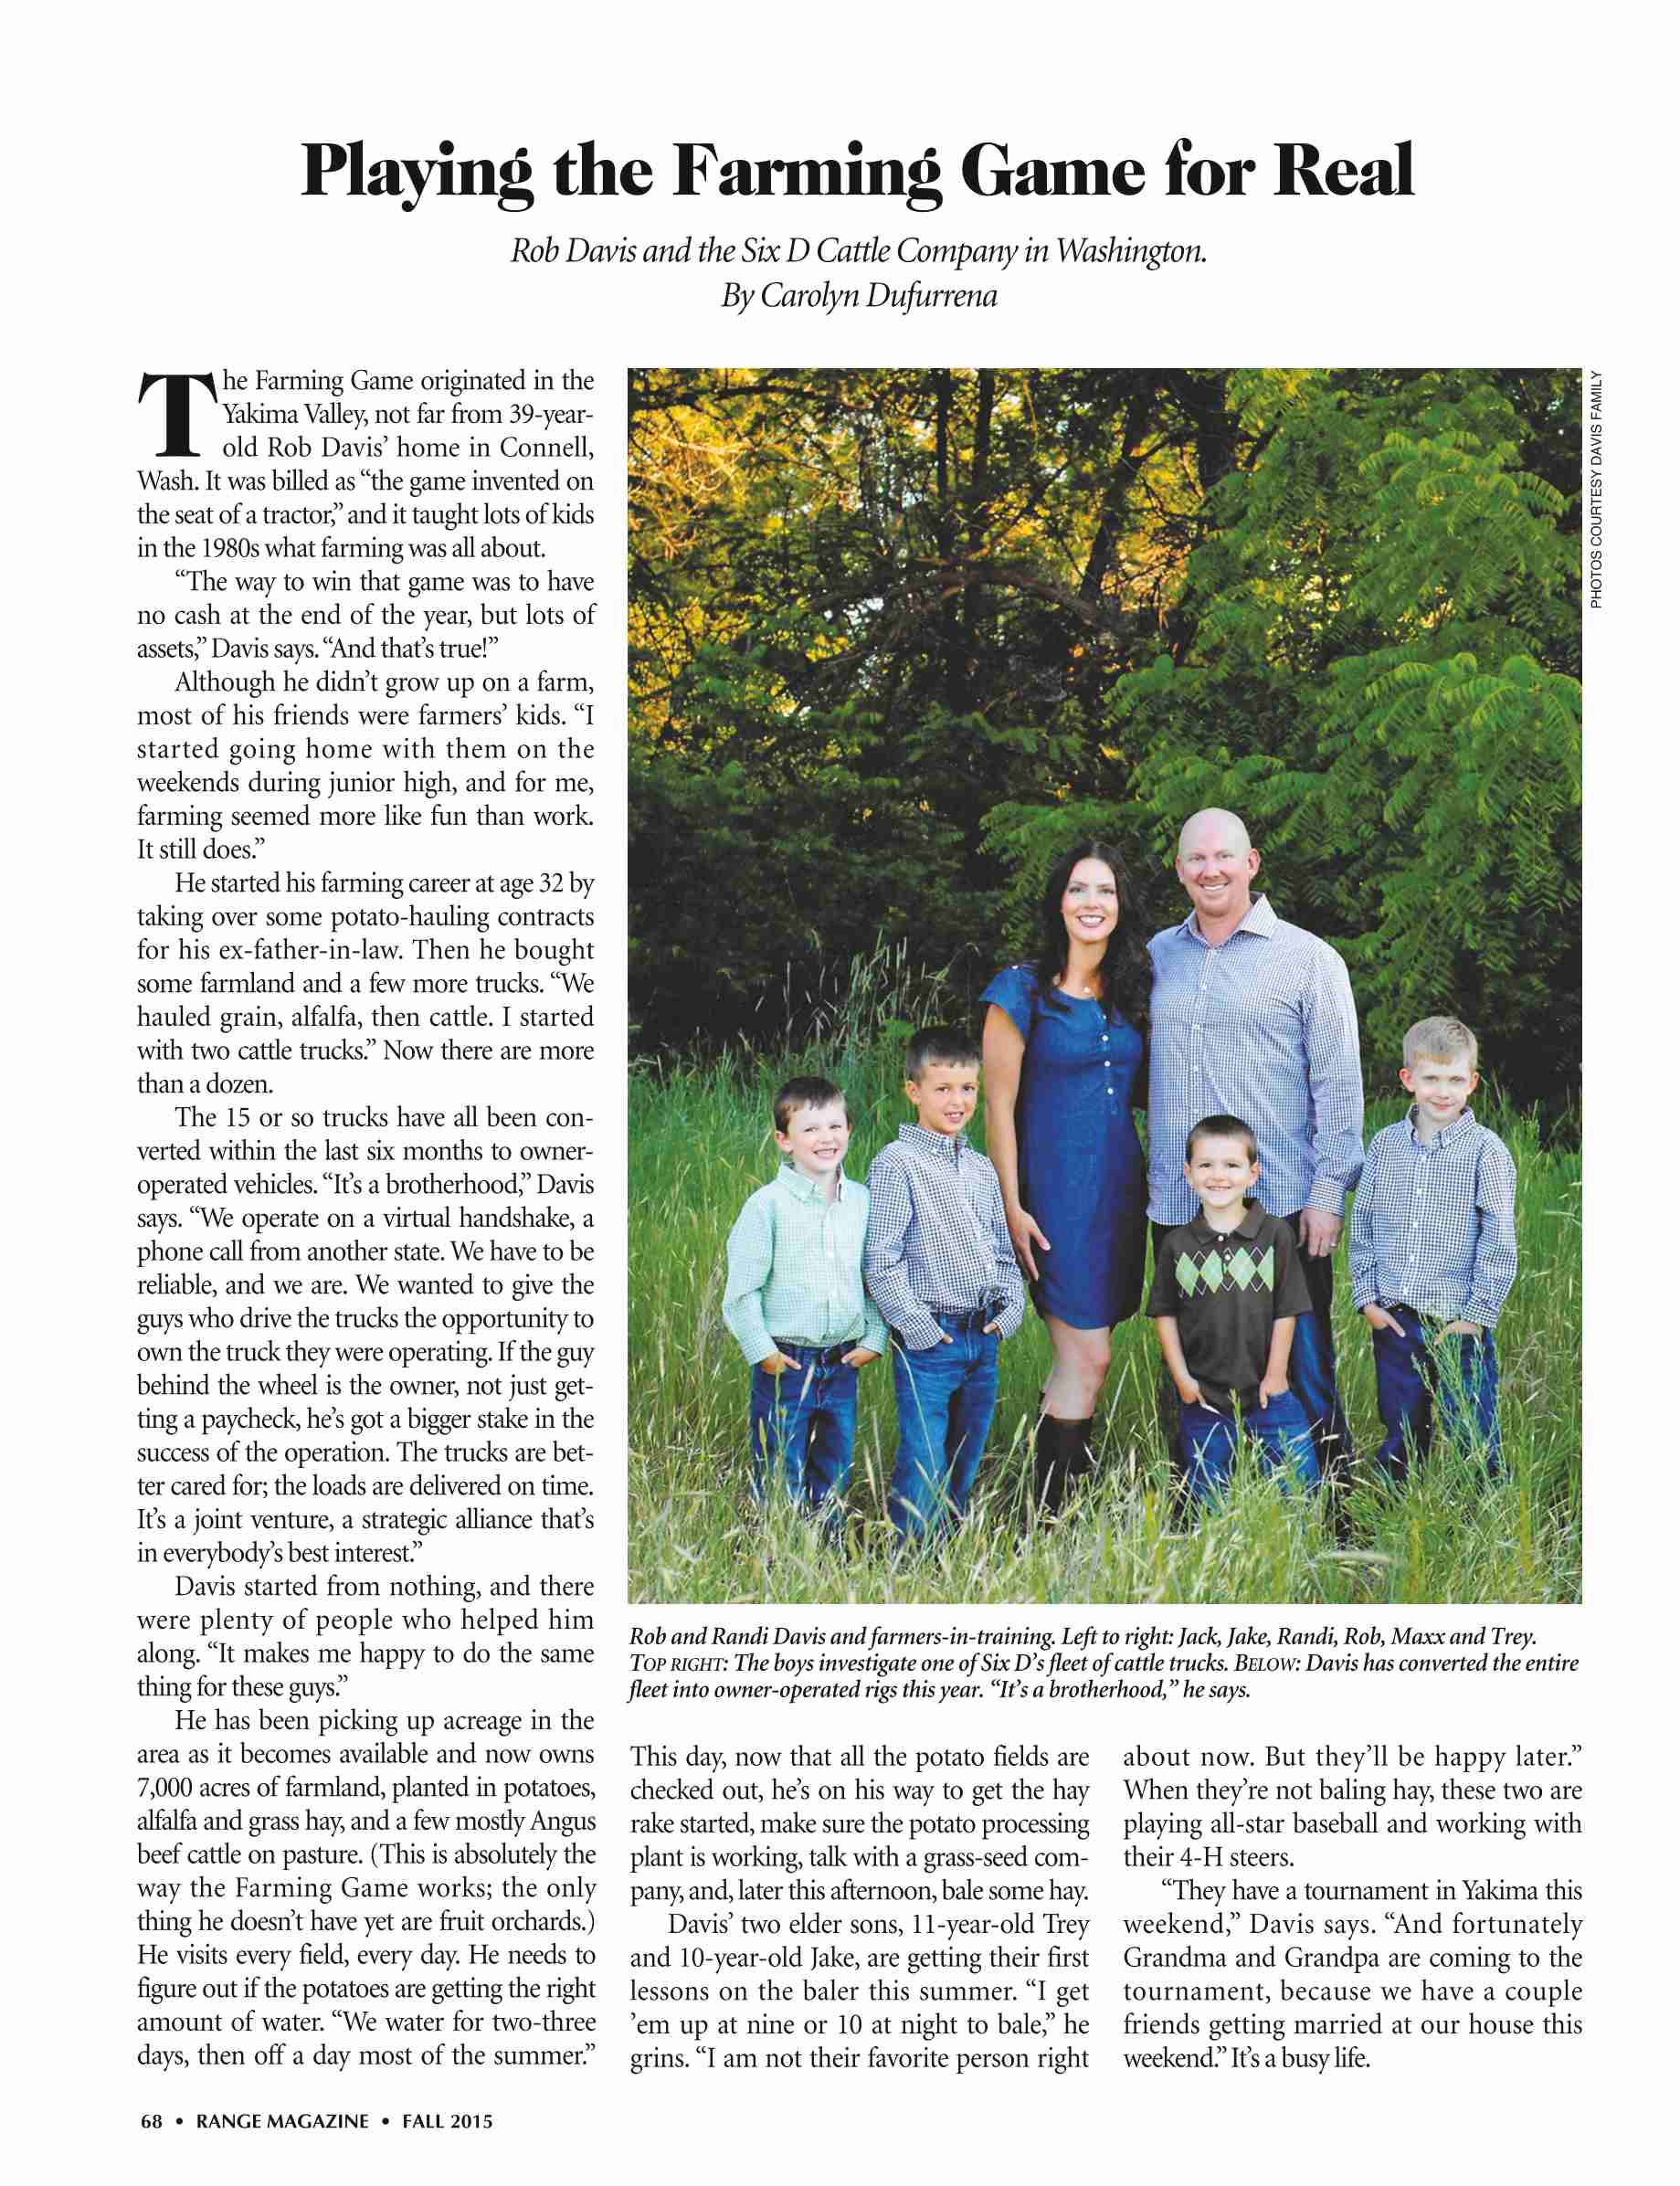 Playing the Farming Game for Real
Rob Davis and the Six D Cattle Company in Washington.
By Carolyn Dufurrena
The Farming Game originated in the
Yakima Valley, not far from 39-year-
old Rob Davis’ home in Connell,
Wash. It was billed as “the game invented on
the seat of a tractor,” and it taught lots of kids
in the 1980s what farming was all about.
“The way to win that game was to have
no cash at the end of the year, but lots of
assets,” Davis says. “And that’s true!”
Although he didn’t grow up on a farm,
most of his friends were farmers’ kids. “I
started going home with them on the
weekends during junior high, and for me,
farming seemed more like fun than work.
It still does.”
He started his farming career at age 32 by
taking over some potato-hauling contracts
for his ex-father-in-law. Then he bought
some farmland and a few more trucks. “We
hauled grain, alfalfa, then cattle. I started
with two cattle trucks.” Now there are more
than a dozen.
The 15 or so trucks have all been con-
verted within the last six months to owner-
operated vehicles. “It’s a brotherhood,” Davis
says. “We operate on a virtual handshake, a
phone call from another state. We have to be
reliable, and we are. We wanted to give the
guys who drive the trucks the opportunity to
own the truck they were operating. If the guy
behind the wheel is the owner, not just get-
ting a paycheck, he’s got a bigger stake in the
success of the operation. The trucks are bet-
ter cared for; the loads are delivered on time.
It’s a joint venture, a strategic alliance that’s
in everybody’s best interest.”
Davis started from nothing, and there
were plenty of people who helped him
along. “It makes me happy to do the same
thing for these guys.”
He has been picking up acreage in the
area as it becomes available and now owns
7,000 acres of farmland, planted in potatoes,
alfalfa and grass hay, and a few mostly Angus
beef cattle on pasture. (This is absolutely the
way the Farming Game works; the only
thing he doesn’t have yet are fruit orchards.)
He visits every field, every day. He needs to
figure out if the potatoes are getting the right
amount of water. “We water for two-three
days, then off a day most of the summer.”
PHOTOS COURTESY DAVIS FAMILY
Rob and Randi Davis and farmers-in-training. Left to right: Jack, Jake, Randi, Rob, Maxx and Trey.
TOP RIGHT: The boys investigate one of Six D’s fleet of cattle trucks. BELOW: Davis has converted the entire
fleet into owner-operated rigs this year. “It’s a brotherhood,” he says.
This day, now that all the potato fields are
checked out, he’s on his way to get the hay
rake started, make sure the potato processing
plant is working, talk with a grass-seed com-
pany, and, later this afternoon, bale some hay.
Davis’ two elder sons, 11-year-old Trey
and 10-year-old Jake, are getting their first
lessons on the baler this summer. “I get
’em up at nine or 10 at night to bale,” he
grins. “I am not their favorite person right
about now. But they’ll be happy later.”
When they’re not baling hay, these two are
playing all-star baseball and working with
their 4-H steers.
“They have a tournament in Yakima this
weekend,” Davis says. “And fortunately
Grandma and Grandpa are coming to the
tournament, because we have a couple
friends getting married at our house this
weekend.” It’s a busy life.
68 • RANGE MAGAZINE • FALL 2015